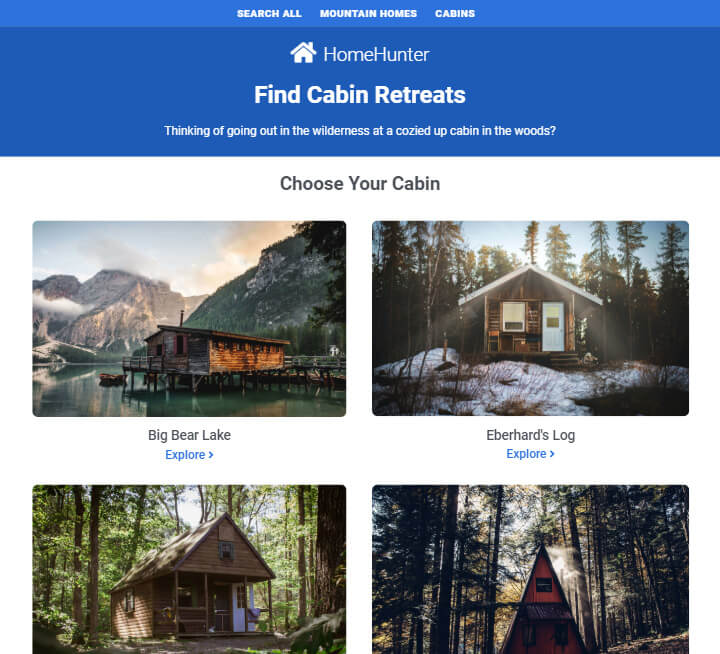 SEARCH ALL MOUNTAIN HOMES CABINS
HomeHunter
Find Cabin Retreats
Thinking of going out in the wilderness at a cozied up cabin in the woods?
Choose Your Cabin
Big Bear Lake
Explore >
Eberhard's Log
Explore >